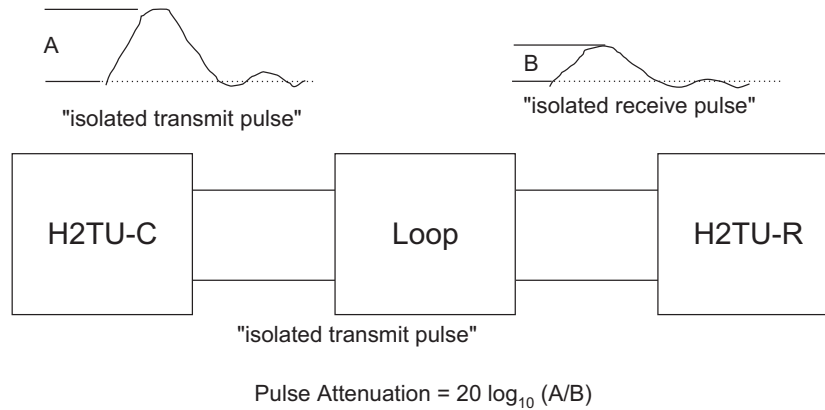 A
B
"isolated transmit pulse"
"isolated receive pulse"
H2TU-C
Loop
H2TU-R
"isolated transmit pulse"
Pulse Attenuation = 20 log₁₀ (A/B)